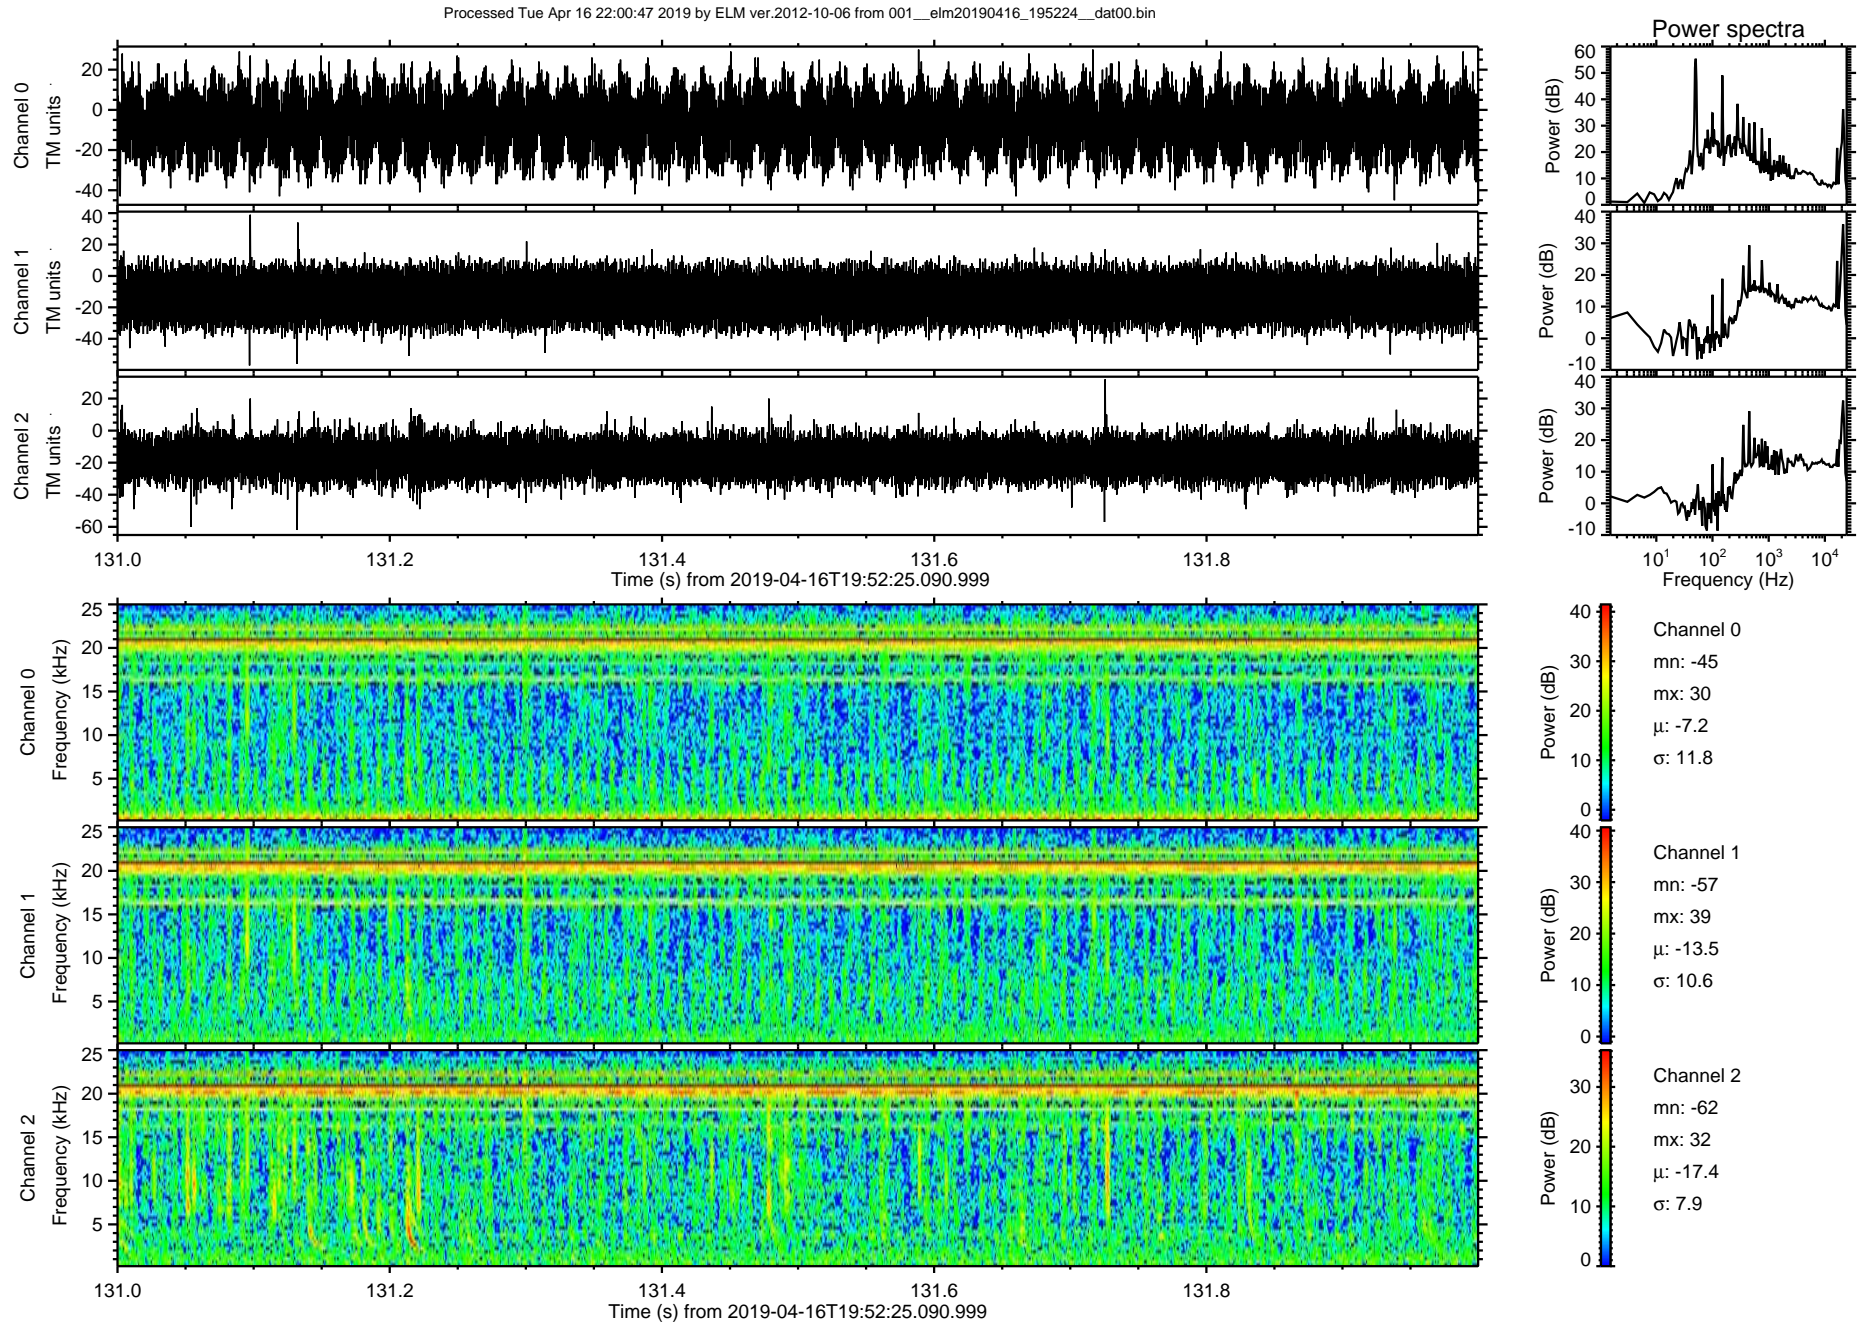 Processed Tue Apr 16 22:00:47 2019 by ELM ver.2012-10-06 from 001__elm20190416_195224__dat00.bin
Power spectra
Channel 0
TM units
20
0
-20
-40
Power (dB)
60
50
40
30
20
10
0
Channel 1
TM units
40
20
0
-20
-40
Power (dB)
40
30
20
10
0
-10
Channel 2
TM units
20
0
-20
-40
-60
Power (dB)
40
30
20
10
0
-10
131.0 131.2 131.4 131.6 131.8
Time (s) from 2019-04-16T19:52:25.090.999
10^1 10^2 10^3 10^4
Frequency (Hz)
Channel 0
Frequency (kHz)
25
20
15
10
5
Power (dB)
40
30
20
10
0
Channel 0
mn: -45
mx: 30
μ: -7.2
σ: 11.8
Channel 1
Frequency (kHz)
25
20
15
10
5
Power (dB)
40
30
20
10
0
Channel 1
mn: -57
mx: 39
μ: -13.5
σ: 10.6
Channel 2
Frequency (kHz)
25
20
15
10
5
Power (dB)
30
20
10
0
Channel 2
mn: -62
mx: 32
μ: -17.4
σ: 7.9
131.0 131.2 131.4 131.6 131.8
Time (s) from 2019-04-16T19:52:25.090.999